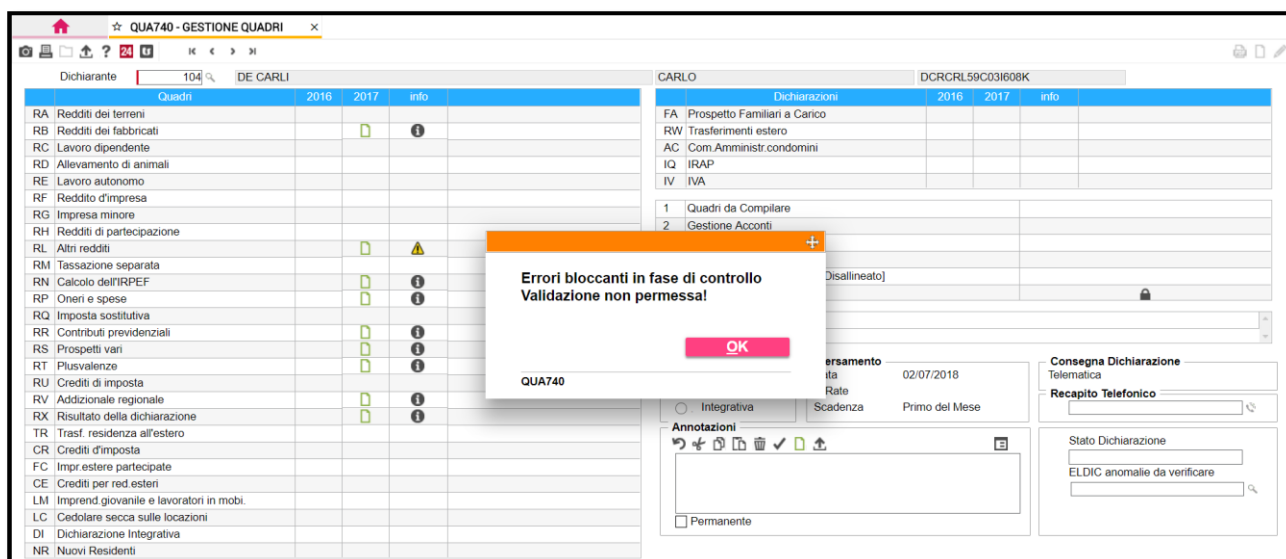 ☆ QUA740 - GESTIONE QUADRI ×
? 24
Dichiarante 104 DE CARLI CARLO DCRCRL59C03I608K
Quadri 2016 2017 info
RA Redditi dei terreni
RB Redditi dei fabbricati
RC Lavoro dipendente
RD Allevamento di animali
RE Lavoro autonomo
RF Reddito d'impresa
RG Impresa minore
RH Redditi di partecipazione
RL Altri redditi
RM Tassazione separata
RN Calcolo dell'IRPEF
RP Oneri e spese
RQ Imposta sostitutiva
RR Contributi previdenziali
RS Prospetti vari
RT Plusvalenze
RU Crediti di imposta
RV Addizionale regionale
RX Risultato della dichiarazione
TR Trasf. residenza all'estero
CR Crediti d'imposta
FC Impr.estere partecipate
CE Crediti per red.esteri
LM Imprend.giovanile e lavoratori in mobi.
LC Cedolare secca sulle locazioni
DI Dichiarazione Integrativa
NR Nuovi Residenti
Dichiarazioni 2016 2017 info
FA Prospetto Familiari a Carico
RW Trasferimenti estero
AC Com.Amministr.condomini
IQ IRAP
IV IVA
1 Quadri da Compilare
2 Gestione Acconti
Disallineato]
Errori bloccanti in fase di controllo
Validazione non permessa!
OK
QUA740
ersamento
ata 02/07/2018
Rate
Integrativa Scadenza Primo del Mese
Consegna Dichiarazione
Telematica
Recapito Telefonico
Annotazioni
Permanente
Stato Dichiarazione
ELDIC anomalie da verificare